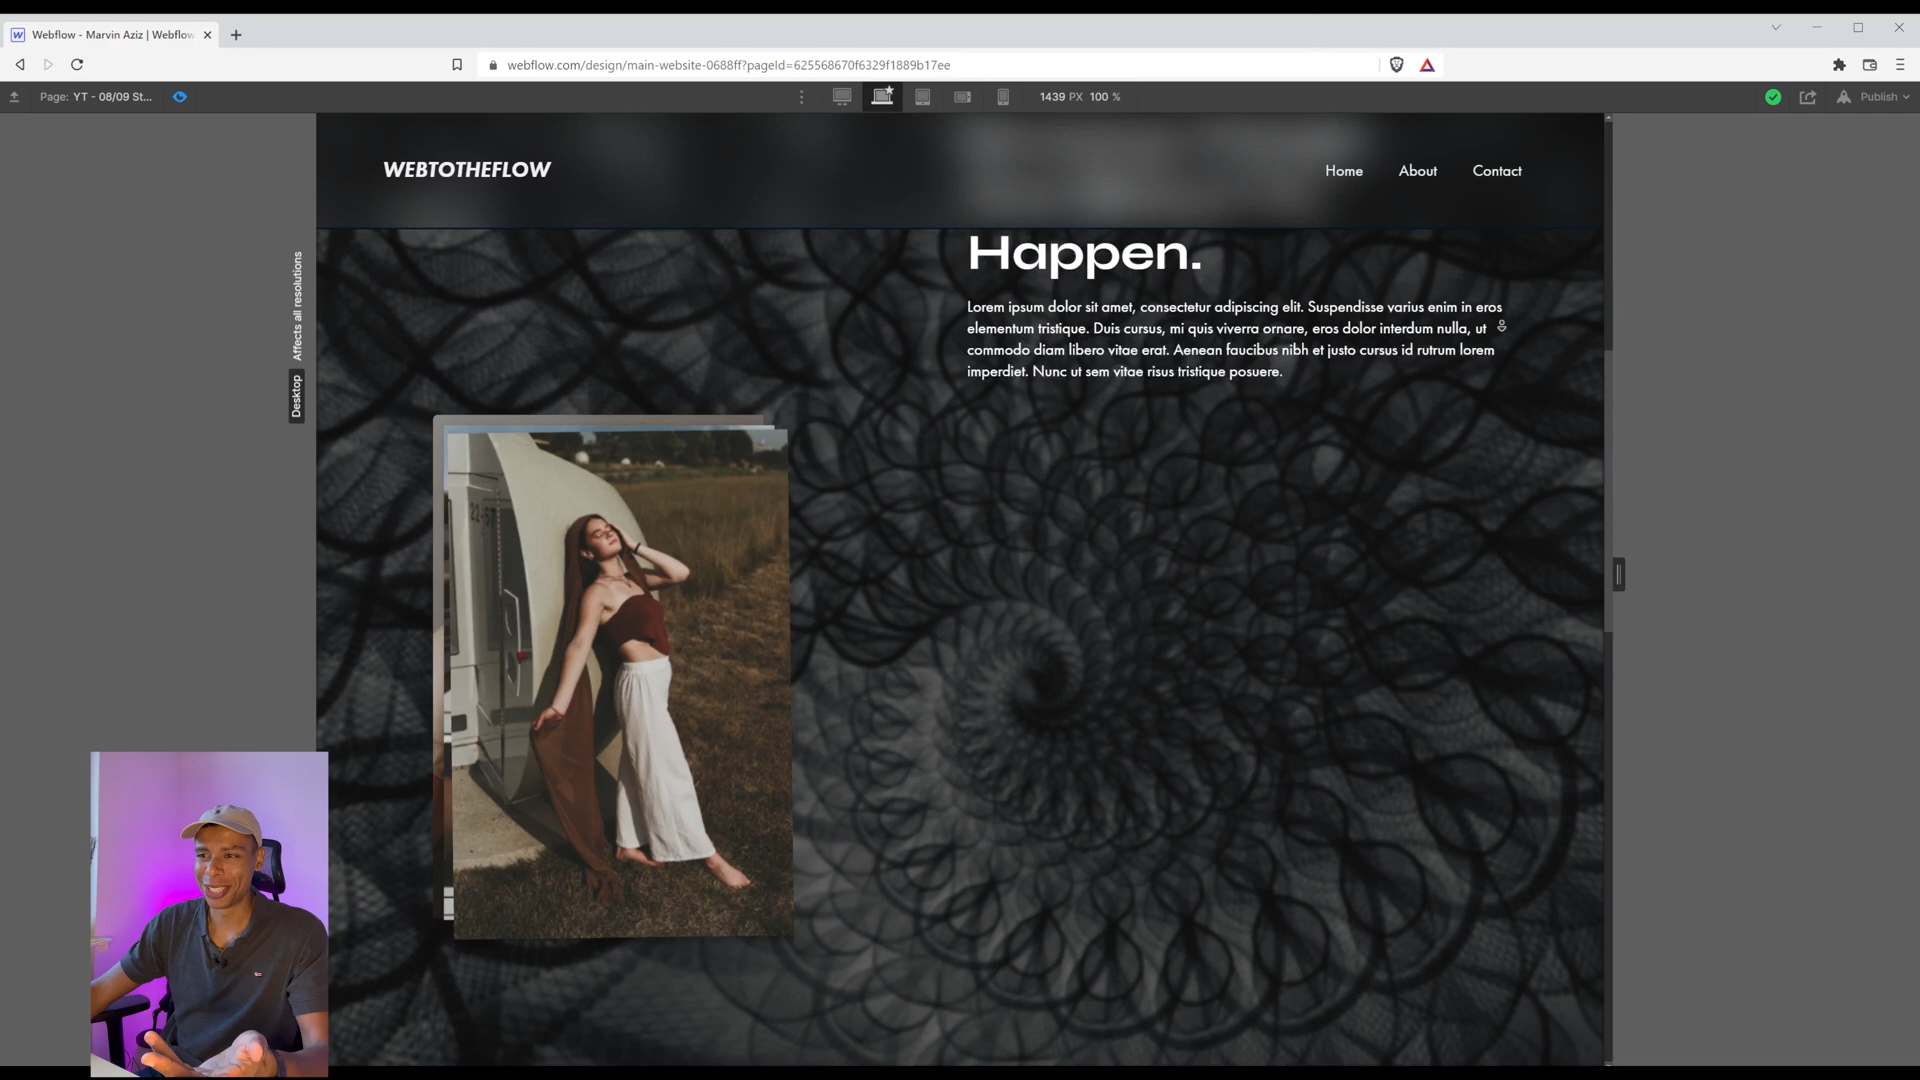 Webflow - Marvin Aziz | Webflow
webflow.com/design/main-website-0688ff?pageId=625568670f6329f1889b17ee
Page: YT - 08/09 St...
1439 PX 100 %
Publish
WEBTOTHEFLOW
Home
About
Contact
Affects all resolutions
Desktop
Happen.
Lorem ipsum dolor sit amet, consectetur adipiscing elit. Suspendisse varius enim in eros
elementum tristique. Duis cursus, mi quis viverra ornare, eros dolor interdum nulla, ut
commodo diam libero vitae erat. Aenean faucibus nibh et justo cursus id rutrum lorem
imperdiet. Nunc ut sem vitae risus tristique posuere.